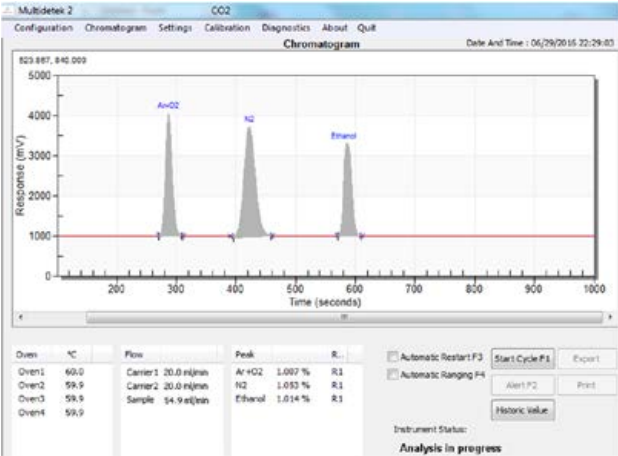 Multidetek 2 CO2
Configuration Chromatogram Settings Calibration Diagnostics About Quit
Chromatogram Date And Time : 06/29/2016 22:29:03
823.887, 840.000
5000
4000
3000
2000
1000
0
Response (mV)
Ar+O2
N2
Ethanol
200 300 400 500 600 700 800 900 1000
Time (seconds)
Oven °C Flow Peak R... Automatic Restart F3 Start Cycle F1 Export
Oven1 60.0 Carrier1 20.0 ml/min Ar+O2 1.007 % R1 Automatic Ranging F4
Oven2 59.9 Carrier2 20.0 ml/min N2 1.053 % R1 Alert F2 Print
Oven3 59.9 Sample 54.9 ml/min Ethanol 1.014 % R1
Oven4 59.9 Historic Value
Instrument Status:
Analysis in progress